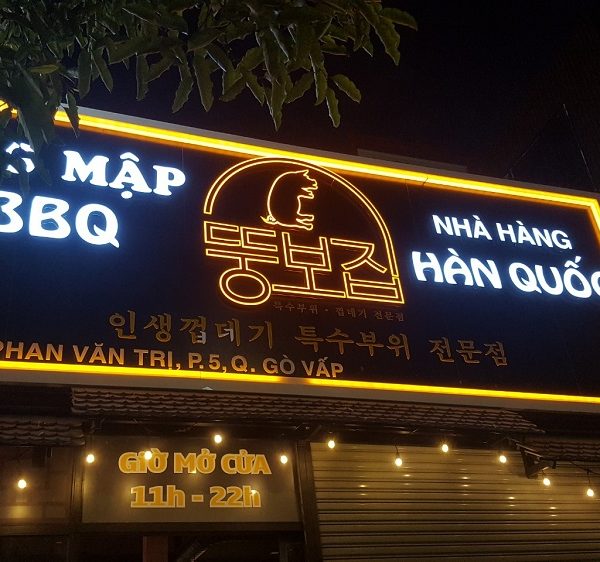 MẬP
BBQ
뚱보집
특수부위 · 껍데기 전문점
NHÀ HÀNG
HÀN QUỐC
인생껍데기 특수부위 전문점
PHAN VĂN TRỊ, P.5, Q. GÒ VẤP
GIỜ MỞ CỬA
11h - 22h